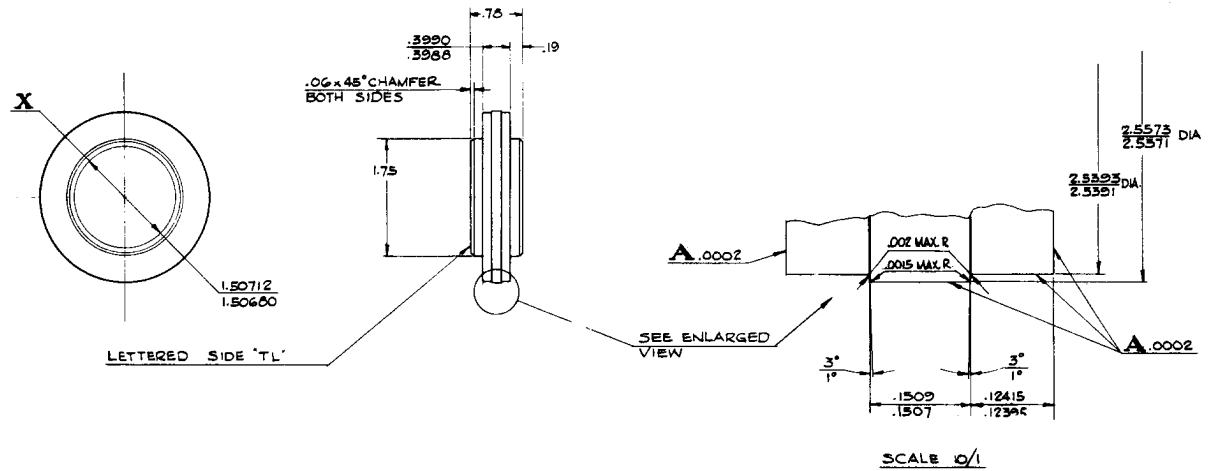 .78
.3990
.3988
.19
.06 x 45° CHAMFER
BOTH SIDES
X
1.75
1.50712
1.50680
LETTERED SIDE "TL"
SEE ENLARGED
VIEW
2.5573
2.5571
DIA
2.5393
2.5391
DIA.
A .0002
.002 MAX. R
.0015 MAX. R
A .0002
3°
1°
3°
1°
.1509
.1507
.12415
.12395
SCALE 10/1